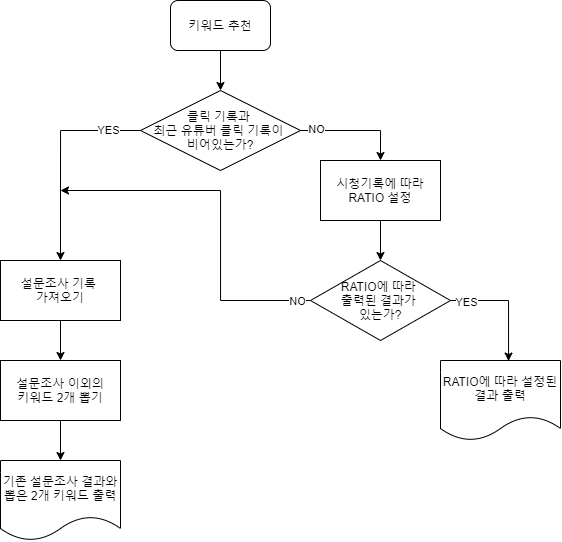 키워드 추천
클릭 기록과
최근 유튜버 클릭 기록이
비어있는가?
YES
NO
시청기록에 따라
RATIO 설정
설문조사 기록
가져오기
RATIO에 따라
출력된 결과가
있는가?
NO
YES
설문조사 이외의
키워드 2개 뽑기
RATIO에 따라 설정된
결과 출력
기존 설문조사 결과와
뽑은 2개 키워드 출력